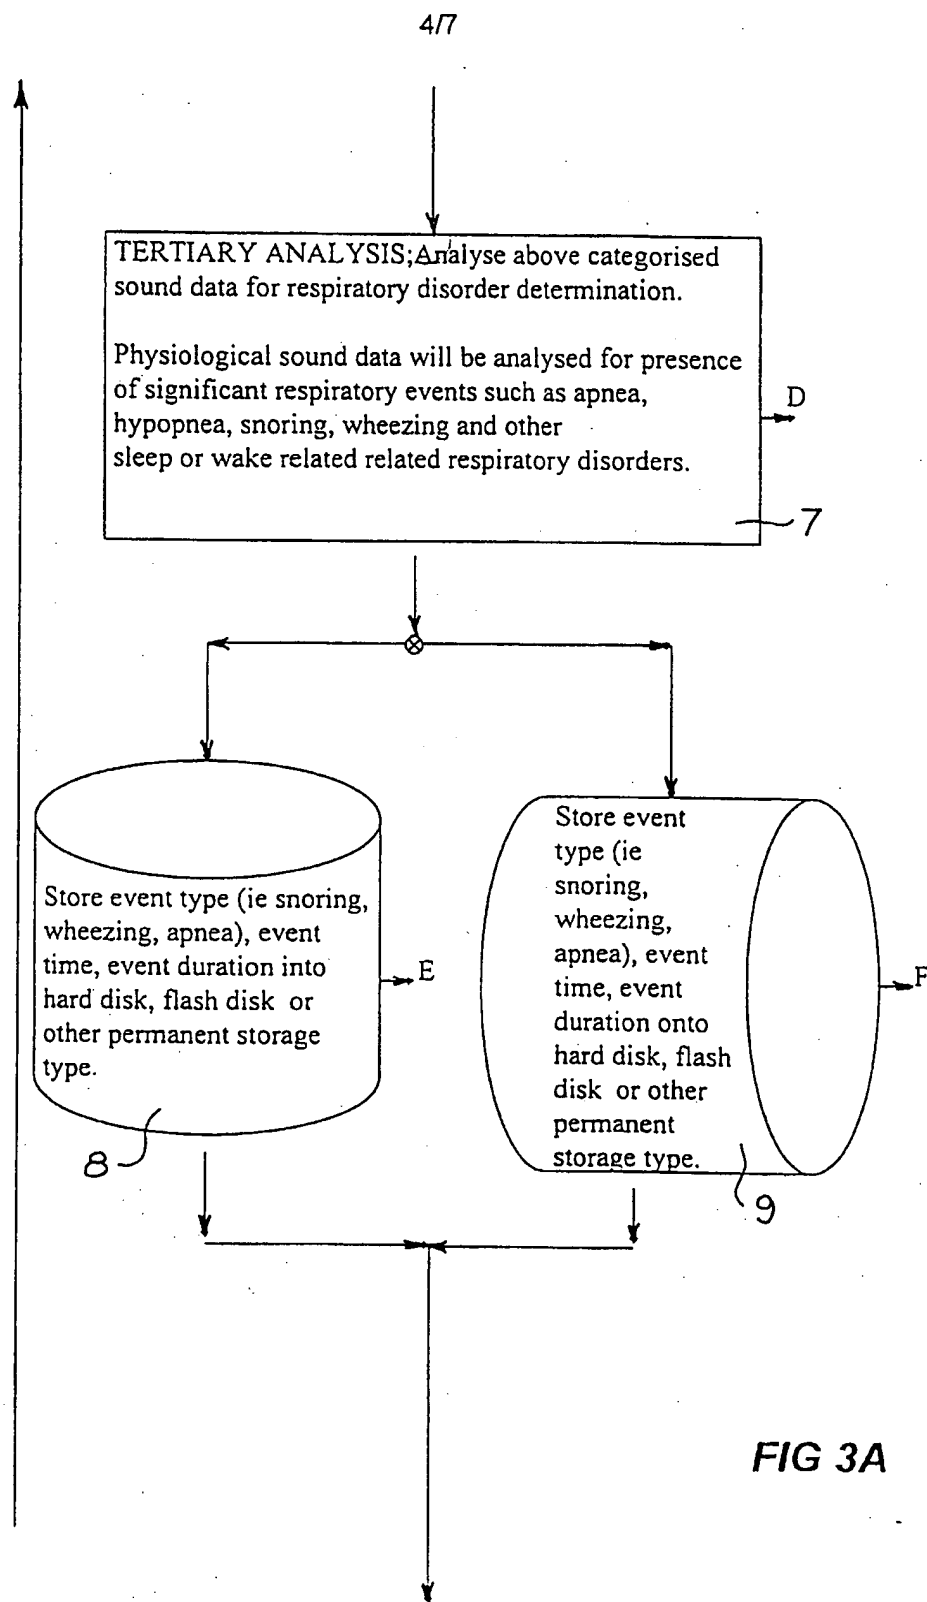 4/7
TERTIARY ANALYSIS;Analyse above categorised
sound data for respiratory disorder determination.
Physiological sound data will be analysed for presence
of significant respiratory events such as apnea,
hypopnea, snoring, wheezing and other
sleep or wake related related respiratory disorders.
D
7
Store event type (ie snoring,
wheezing, apnea), event
time, event duration into
hard disk, flash disk or
other permanent storage
type.
E
8
Store event
type (ie
snoring,
wheezing,
apnea), event
time, event
duration onto
hard disk, flash
disk or other
permanent
storage type.
F
9
FIG 3A